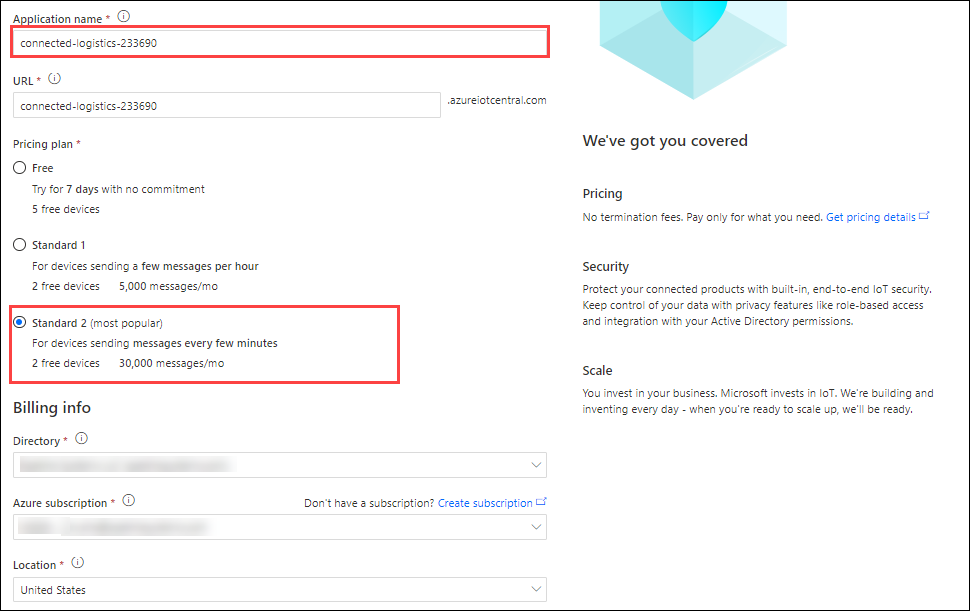 Application name *
connected-logistics-233690
URL *
connected-logistics-233690
.azureiotcentral.com
Pricing plan *
Free
Try for 7 days with no commitment
5 free devices
Standard 1
For devices sending a few messages per hour
2 free devices 5,000 messages/mo
Standard 2 (most popular)
For devices sending messages every few minutes
2 free devices 30,000 messages/mo
Billing info
Directory *
Azure subscription *
Don't have a subscription? Create subscription
Location *
United States
We've got you covered
Pricing
No termination fees. Pay only for what you need. Get pricing details
Security
Protect your connected products with built-in, end-to-end IoT security.
Keep control of your data with privacy features like role-based access
and integration with your Active Directory permissions.
Scale
You invest in your business. Microsoft invests in IoT. We're building and
inventing every day - when you're ready to scale up, we'll be ready.